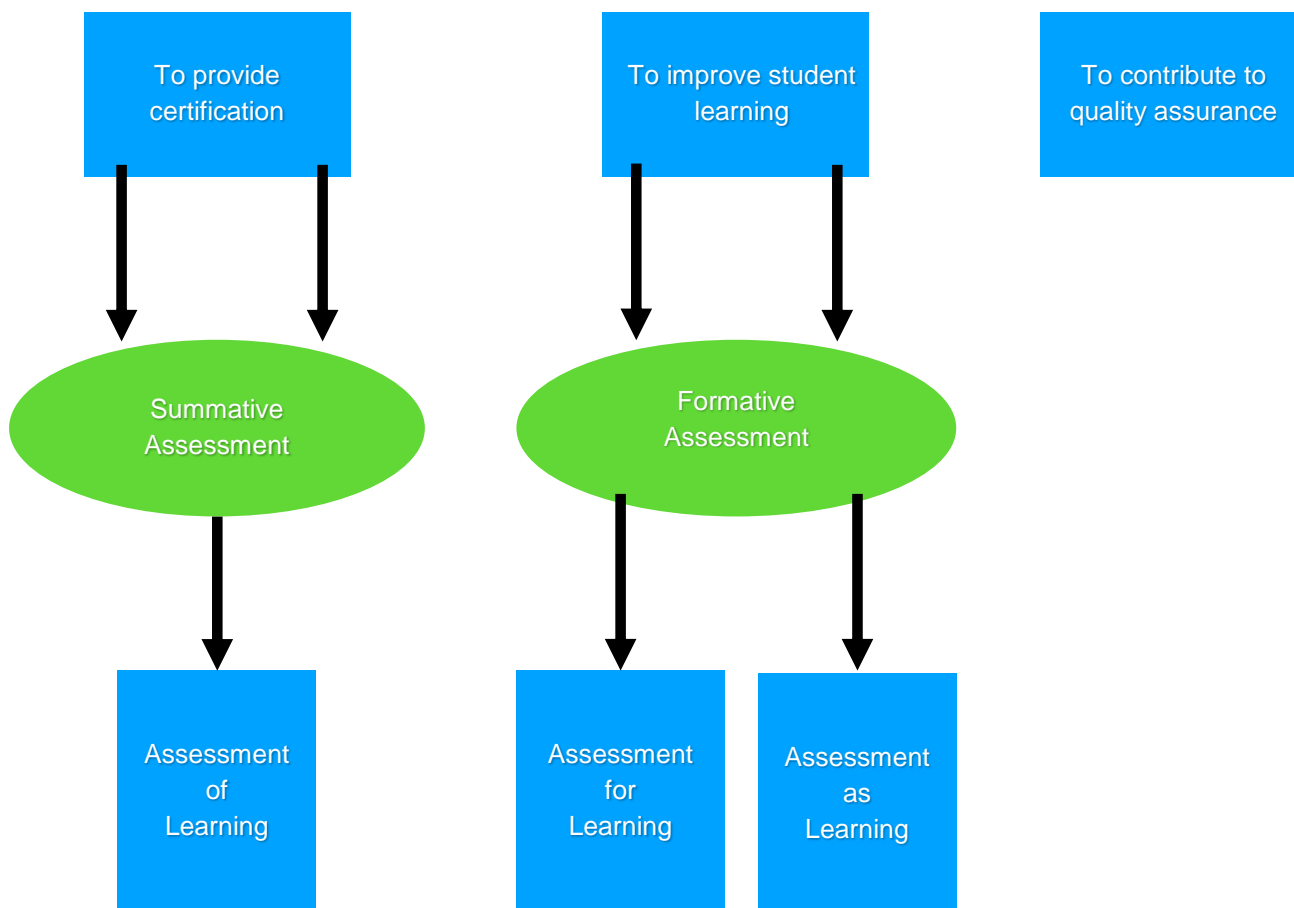 To provide
certification
To improve student
learning
To contribute to
quality assurance
Summative
Assessment
Formative
Assessment
Assessment
of
Learning
Assessment
for
Learning
Assessment
as
Learning